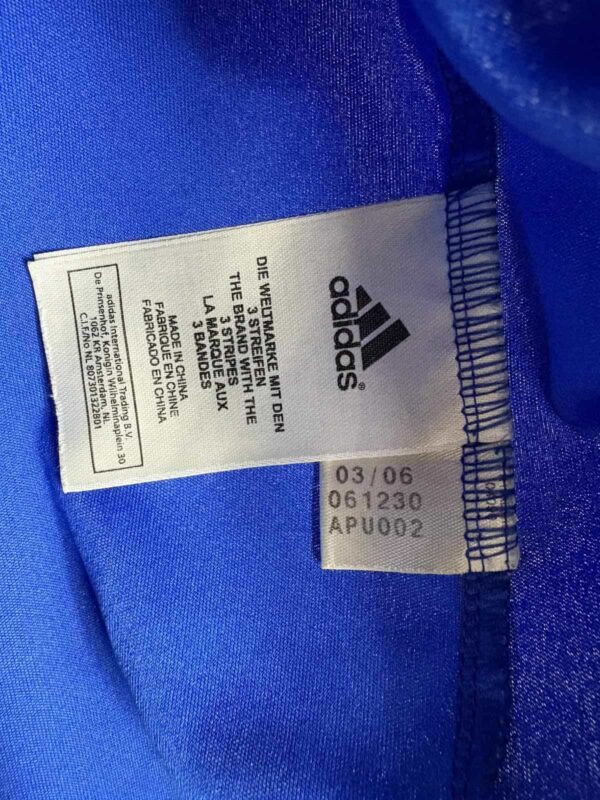 adidas®
DIE WELTMARKE MIT DEN
3 STREIFEN
THE BRAND WITH THE
3 STRIPES
LA MARQUE AUX
3 BANDES
MADE IN CHINA
FABRIQUE EN CHINE
FABRICADO EN CHINA
adidas International Trading B.V.
De Prinsenhof, Konigin Wilhelminaplein 30
1062 KR Amsterdam, NL
C.I.F./No NL 807301322B01
03/06
061230
APU002